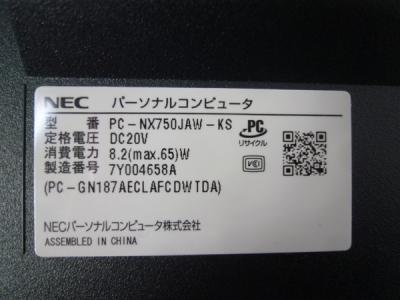 NEC パーソナルコンピュータ
型 番 PC-NX750JAW-KS
定格電圧 DC20V
消費電力 8.2(max.65)W
製造番号 7Y004658A
(PC-GN187AECLAFCDWTDA)
PC
リサイクル
VCI
NECパーソナルコンピュータ株式会社
ASSEMBLED IN CHINA